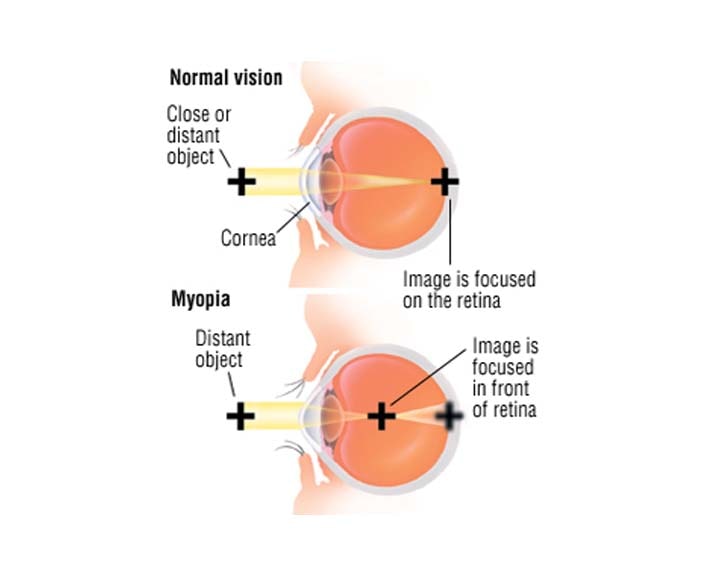 Normal vision
Close or
distant
object
Cornea
Image is focused
on the retina
Myopia
Distant
object
Image is
focused
in front
of retina